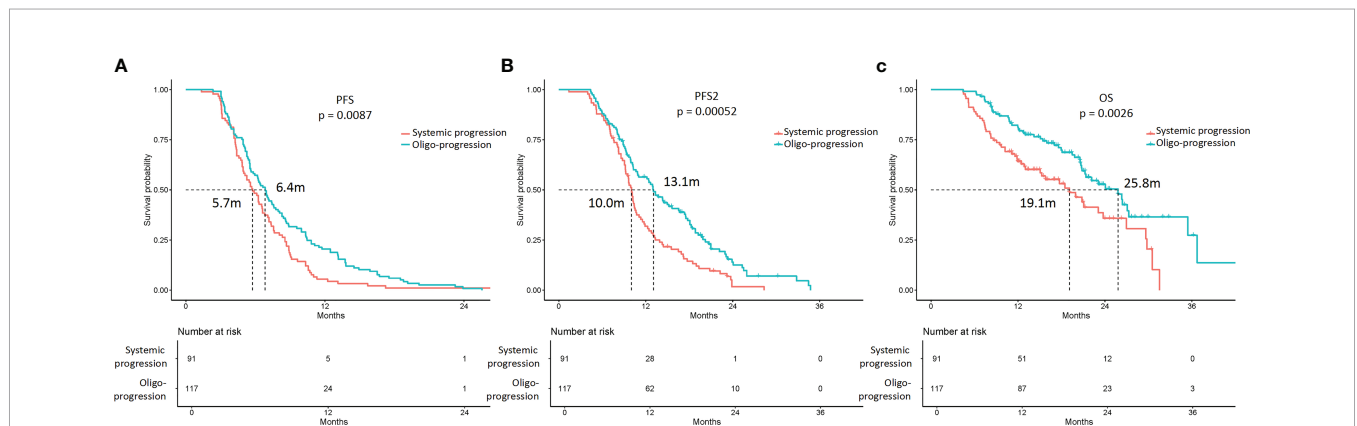 A
PFS
p = 0.0087
Systemic progression
Oligo-progression
Survival probability
1.00
0.75
0.50
0.25
0.00
6.4m
5.7m
0
12
24
Months
Number at risk
Systemic progression
91
5
1
Oligo-progression
117
24
1
0
12
24
Months
B
PFS2
p = 0.00052
Systemic progression
Oligo-progression
Survival probability
1.00
0.75
0.50
0.25
0.00
13.1m
10.0m
0
12
24
36
Months
Number at risk
Systemic progression
91
28
1
0
Oligo-progression
117
62
10
0
0
12
24
36
Months
c
OS
p = 0.0026
Systemic progression
Oligo-progression
Survival probability
1.00
0.75
0.50
0.25
0.00
25.8m
19.1m
0
12
24
36
Months
Number at risk
Systemic progression
91
51
12
0
Oligo-progression
117
87
23
3
0
12
24
36
Months